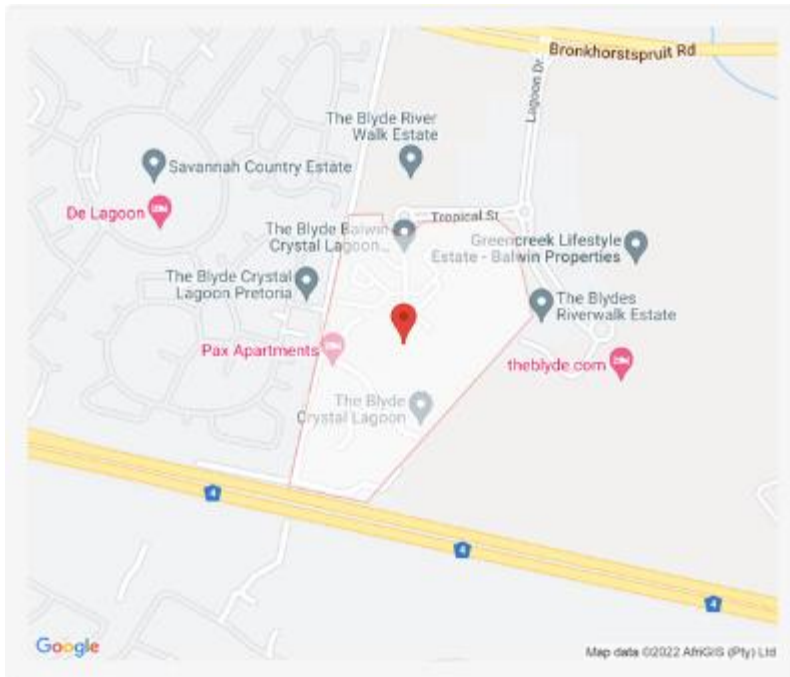 Bronkhorstspruit Rd
Lagoon Dr
The Blyde River
Walk Estate
Savannah Country Estate
De Lagoon
Tropical St
The Blyde Balwin
Crystal Lagoon...
Greencreek Lifestyle
Estate - Balwin Properties
The Blyde Crystal
Lagoon Pretoria
The Blydes
Riverwalk Estate
Pax Apartments
theblyde.com
The Blyde
Crystal Lagoon
4
4
4
Google
Map data ©2022 AfriGIS (Pty) Ltd